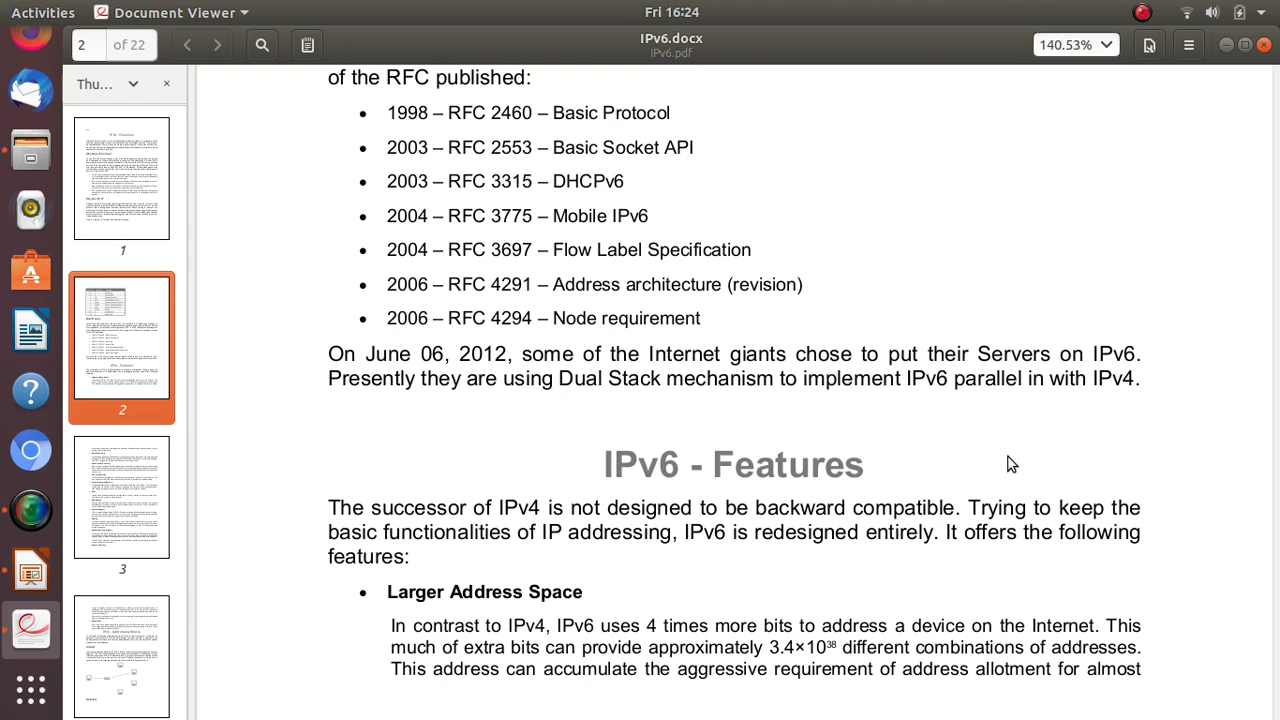 Activities Document Viewer Fri 16:24
2 of 22 IPv6.docx 140.53%
IPv6.pdf
Thu...
1
2
3
of the RFC published:
• 1998 – RFC 2460 – Basic Protocol
• 2003 – RFC 2553 – Basic Socket API
• 2003 – RFC 3315 – DHCPv6
• 2004 – RFC 3775 – Mobile IPv6
• 2004 – RFC 3697 – Flow Label Specification
• 2006 – RFC 4291 – Address architecture (revision)
• 2006 – RFC 4294 – Node requirement
On June 06, 2012, some of the Internet giants chose to put their Servers on IPv6.
Presently they are using Dual Stack mechanism to implement IPv6 parallel in with IPv4.
IPv6 - Features
The successor of IPv4 is not designed to be backward compatible. Trying to keep the
basic functionalities of IP addressing, IPv6 is redesigned entirely. It offers the following
features:
• Larger Address Space
In contrast to IPv4, IPv6 uses 4 times more bits to address a device on the Internet. This
much of extra bits can provide approximately 3.4×10³⁸ different combinations of addresses.
This address can accumulate the aggressive requirement of address allotment for almost